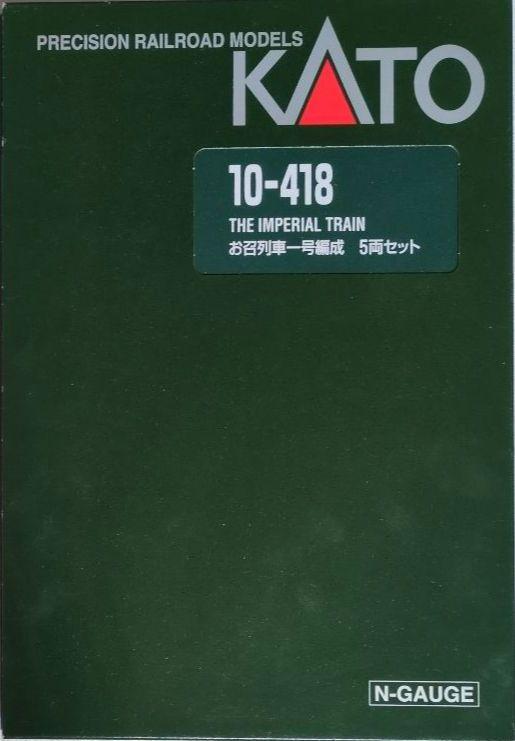 PRECISION RAILROAD MODELS
KATO
10-418
THE IMPERIAL TRAIN
お召列車一号編成 5両セット
N-GAUGE